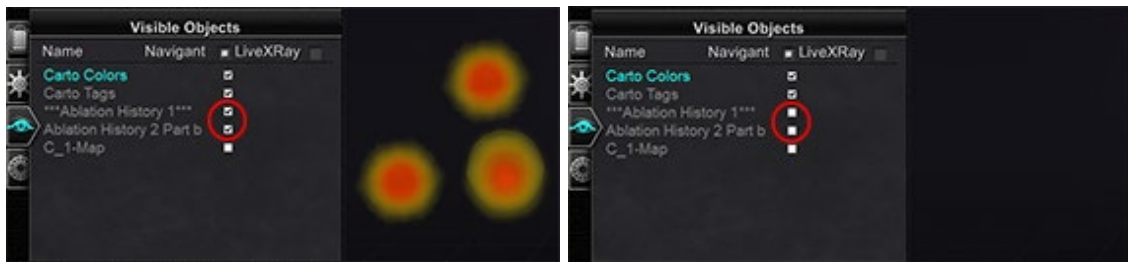 Visible Objects
Name Navigant LiveXRay
Carto Colors
Carto Tags
***Ablation History 1***
Ablation History 2 Part b
C_1-Map
Visible Objects
Name Navigant LiveXRay
Carto Colors
Carto Tags
***Ablation History 1***
Ablation History 2 Part b
C_1-Map